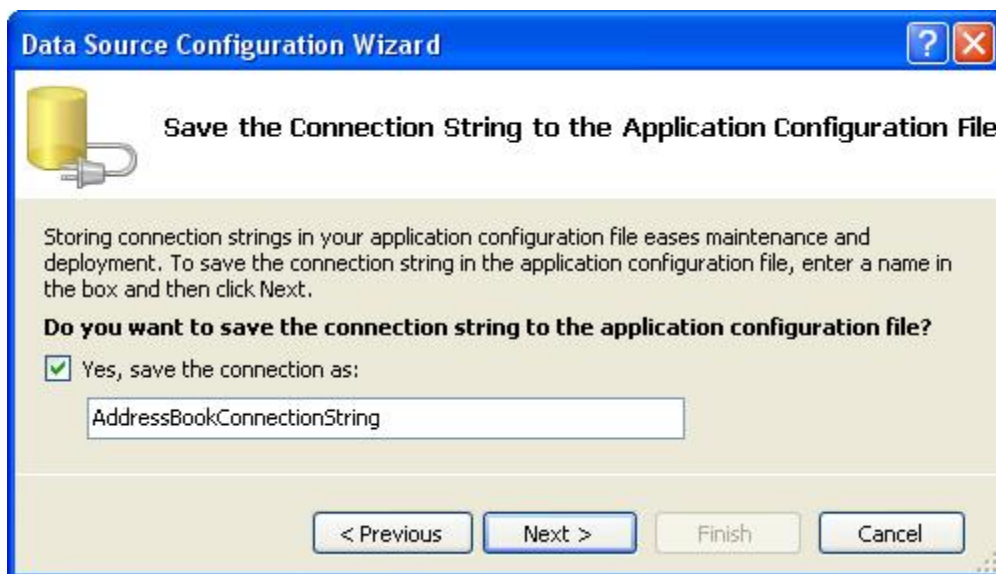 Data Source Configuration Wizard
Save the Connection String to the Application Configuration File
Storing connection strings in your application configuration file eases maintenance and
deployment. To save the connection string in the application configuration file, enter a name in
the box and then click Next.
Do you want to save the connection string to the application configuration file?
Yes, save the connection as:
AddressBookConnectionString
< Previous
Next >
Finish
Cancel